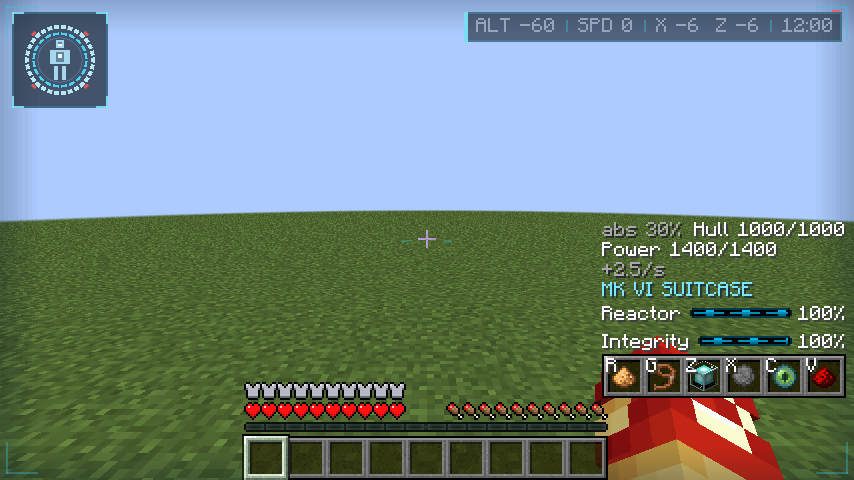 ALT -60 | SPD 0 | X -6 Z -6 | 12:00
abs 30% Hull 1000/1000
Power 1400/1400
+2.5/s
MK VI SUITCASE
Reactor 100%
Integrity 100%
R G Z X C V